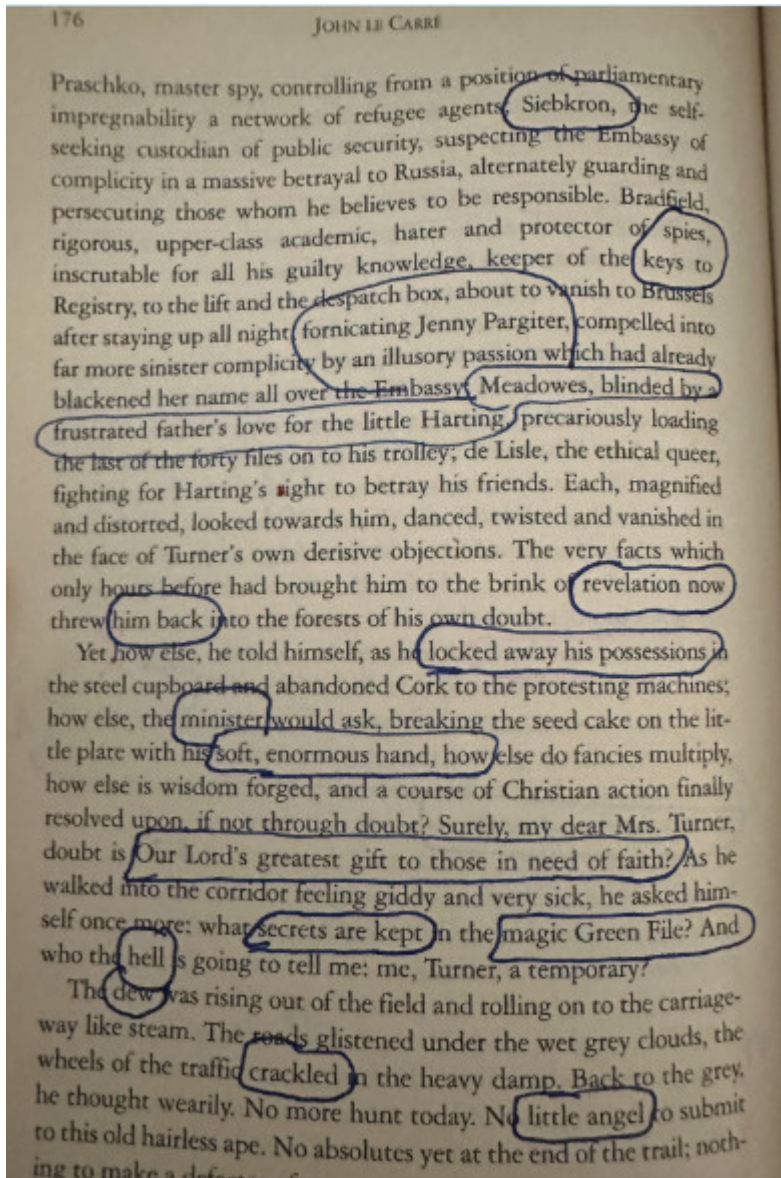 176
JOHN LE CARRÉ
Praschko, master spy, controlling from a position of parliamentary
impregnability a network of refugee agents; Siebkron, the self-
seeking custodian of public security, suspecting the Embassy of
complicity in a massive betrayal to Russia, alternately guarding and
persecuting those whom he believes to be responsible. Bradfield,
rigorous, upper-class academic, hater and protector of spies,
inscrutable for all his guilty knowledge, keeper of the keys to
Registry, to the lift and the despatch box, about to vanish to Brussels
after staying up all night; fornicating Jenny Pargiter, compelled into
far more sinister complicity by an illusory passion which had already
blackened her name all over the Embassy; Meadowes, blinded by a
frustrated father's love for the little Harting, precariously loading
the last of the forty files on to his trolley; de Lisle, the ethical queer,
fighting for Harting's right to betray his friends. Each, magnified
and distorted, looked towards him, danced, twisted and vanished in
the face of Turner's own derisive objections. The very facts which
only hours before had brought him to the brink of revelation now
threw him back into the forests of his own doubt.
Yet how else, he told himself, as he locked away his possessions in
the steel cupboard and abandoned Cork to the protesting machines;
how else, the minister would ask, breaking the seed cake on the lit-
tle plate with his soft, enormous hand, how else do fancies multiply,
how else is wisdom forged, and a course of Christian action finally
resolved upon, if not through doubt? Surely, my dear Mrs. Turner,
doubt is Our Lord's greatest gift to those in need of faith? As he
walked into the corridor feeling giddy and very sick, he asked him-
self once more: what secrets are kept in the magic Green File? And
who the hell is going to tell me: me, Turner, a temporary?
The dew was rising out of the field and rolling on to the carriage-
way like steam. The roads glistened under the wet grey clouds, the
wheels of the traffic crackled in the heavy damp. Back to the grey,
he thought wearily. No more hunt today. No little angel to submit
to this old hairless ape. No absolutes yet at the end of the trail; noth-
ing to make a